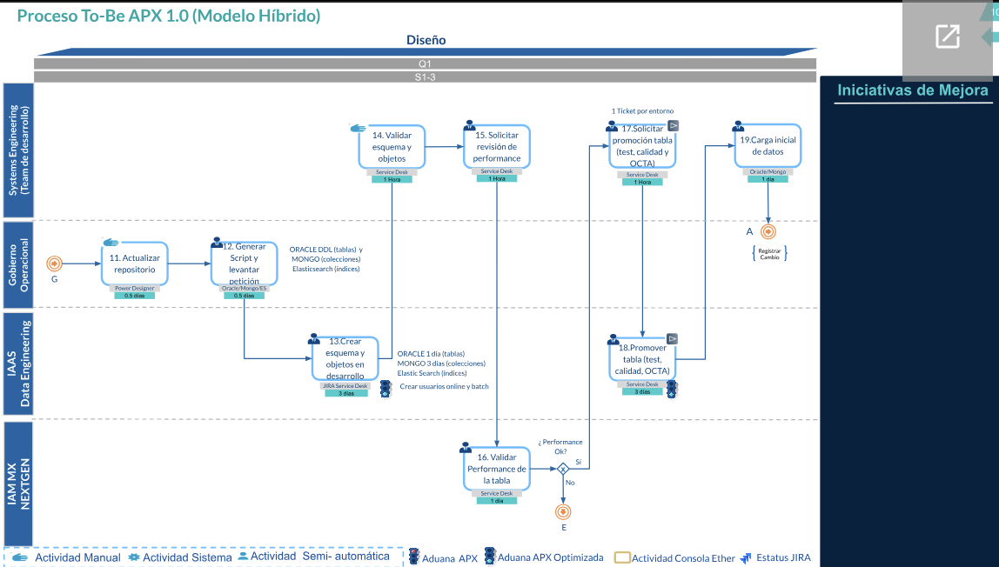 Proceso To-Be APX 1.0 (Modelo Híbrido)
10
Diseño
Q1
S1-3
Iniciativas de Mejora
Systems Engineering
(Team de desarrollo)
14. Validar
esquema y
objetos
Service Desk
1 Hora
15. Solicitar
revisión de
performance
Service Desk
1 Hora
1 Ticket por entorno
17.Solicitar
promoción tabla
(test, calidad y
OCTA)
Service Desk
1 Hora
19.Carga inicial
de datos
Oracle/Mongo
1 día
A
{ Registrar
Cambio }
Gobierno
Operacional
G
11. Actualizar
repositorio
Power Designer
0.5 días
12. Generar
Script y
levantar
petición
Oracle/Mongo/ES
0.5 días
ORACLE DDL (tablas) y
MONGO (colecciones)
Elasticsearch (índices)
IAAS
Data Engineering
13.Crear
esquema y
objetos en
desarrollo
JIRA Service Desk
3 días
ORACLE 1 día (tablas)
MONGO 3 días (colecciones)
Elastic Search (índices)
Crear usuarios online y batch
18.Promover
tabla (test,
calidad, OCTA)
Service Desk
3 días
IAM MX
NEXTGEN
16. Validar
Performance de
la tabla
Service Desk
1 día
¿ Performance
Ok?
X
Sí
No
E
Actividad Manual
Actividad Sistema
Actividad Semi- automática
Aduana APX
Aduana APX Optimizada
Actividad Consola Ether
Estatus JIRA